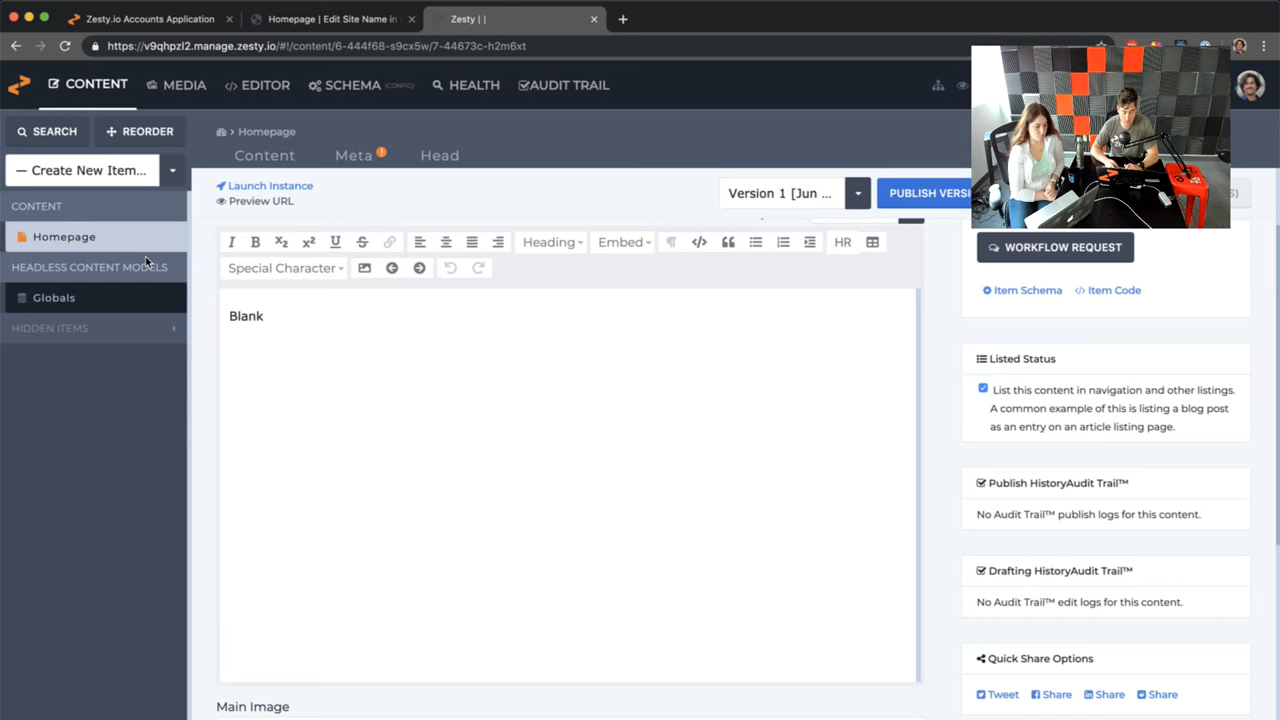 Zesty.io Accounts Application
Homepage | Edit Site Name in
Zesty | |
https://v9qhpzl2.manage.zesty.io/#!/content/6-444f68-s9cx5w/7-44673c-h2m6xt
CONTENT
MEDIA
EDITOR
SCHEMA (CONFIG)
HEALTH
AUDIT TRAIL
SEARCH
REORDER
— Create New Item...
CONTENT
Homepage
HEADLESS CONTENT MODELS
Globals
HIDDEN ITEMS
> Homepage
Content
Meta
Head
Launch Instance
Preview URL
Version 1 [Jun ...
PUBLISH VERSI
S)
Heading
Embed
HR
Special Character
Blank
Main Image
WORKFLOW REQUEST
Item Schema
Item Code
Listed Status
List this content in navigation and other listings.
A common example of this is listing a blog post
as an entry on an article listing page.
Publish HistoryAudit Trail™
No Audit Trail™ publish logs for this content.
Drafting HistoryAudit Trail™
No Audit Trail™ edit logs for this content.
Quick Share Options
Tweet
Share
Share
Share